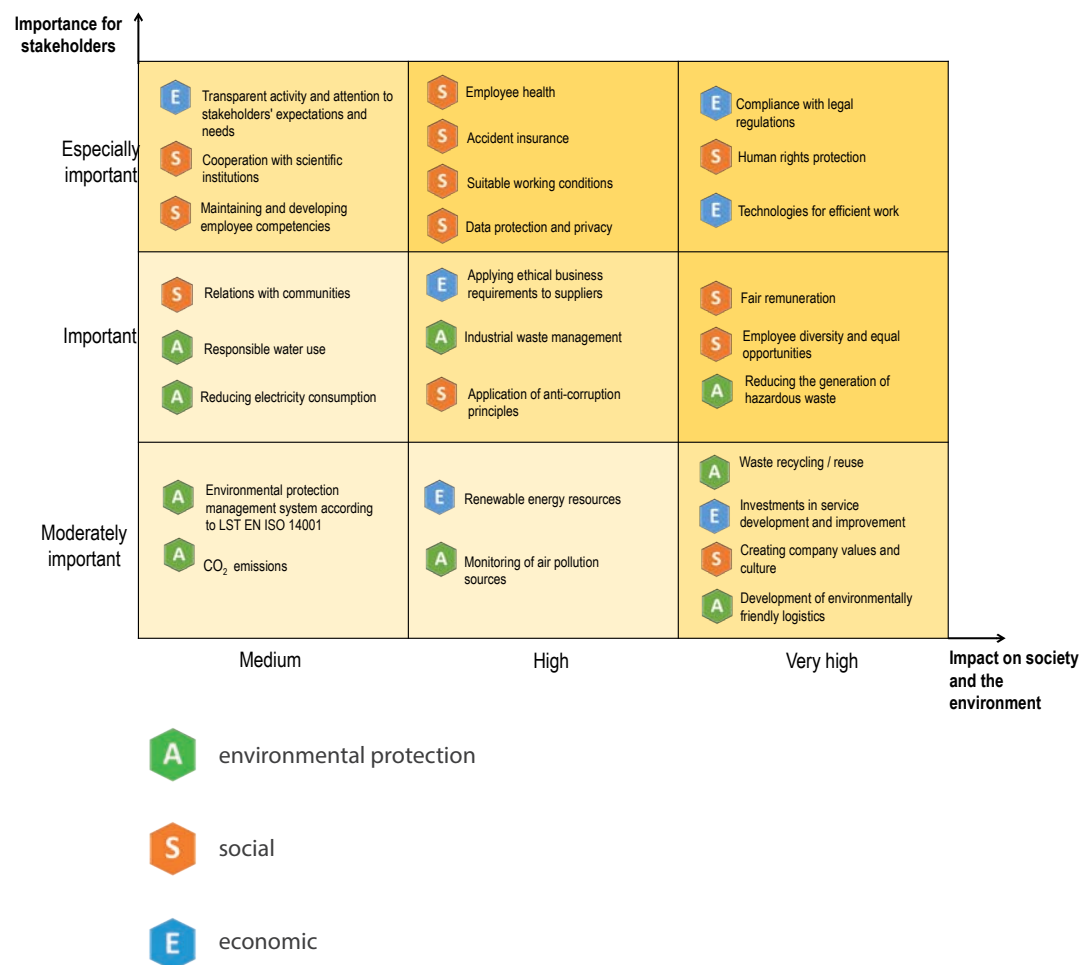 Importance for
stakeholders
Especially
important
E
Transparent activity and attention to
stakeholders' expectations and
needs
S
Cooperation with scientific
institutions
S
Maintaining and developing
employee competencies
S
Employee health
S
Accident insurance
S
Suitable working conditions
S
Data protection and privacy
E
Compliance with legal
regulations
S
Human rights protection
E
Technologies for efficient work
Important
S
Relations with communities
A
Responsible water use
A
Reducing electricity consumption
E
Applying ethical business
requirements to suppliers
A
Industrial waste management
S
Application of anti-corruption
principles
S
Fair remuneration
S
Employee diversity and equal
opportunities
A
Reducing the generation of
hazardous waste
Moderately
important
A
Environmental protection
management system according
to LST EN ISO 14001
A
CO₂ emissions
E
Renewable energy resources
A
Monitoring of air pollution
sources
A
Waste recycling / reuse
E
Investments in service
development and improvement
S
Creating company values and
culture
A
Development of environmentally
friendly logistics
Medium
High
Very high
Impact on society
and the
environment
A
environmental protection
S
social
E
economic